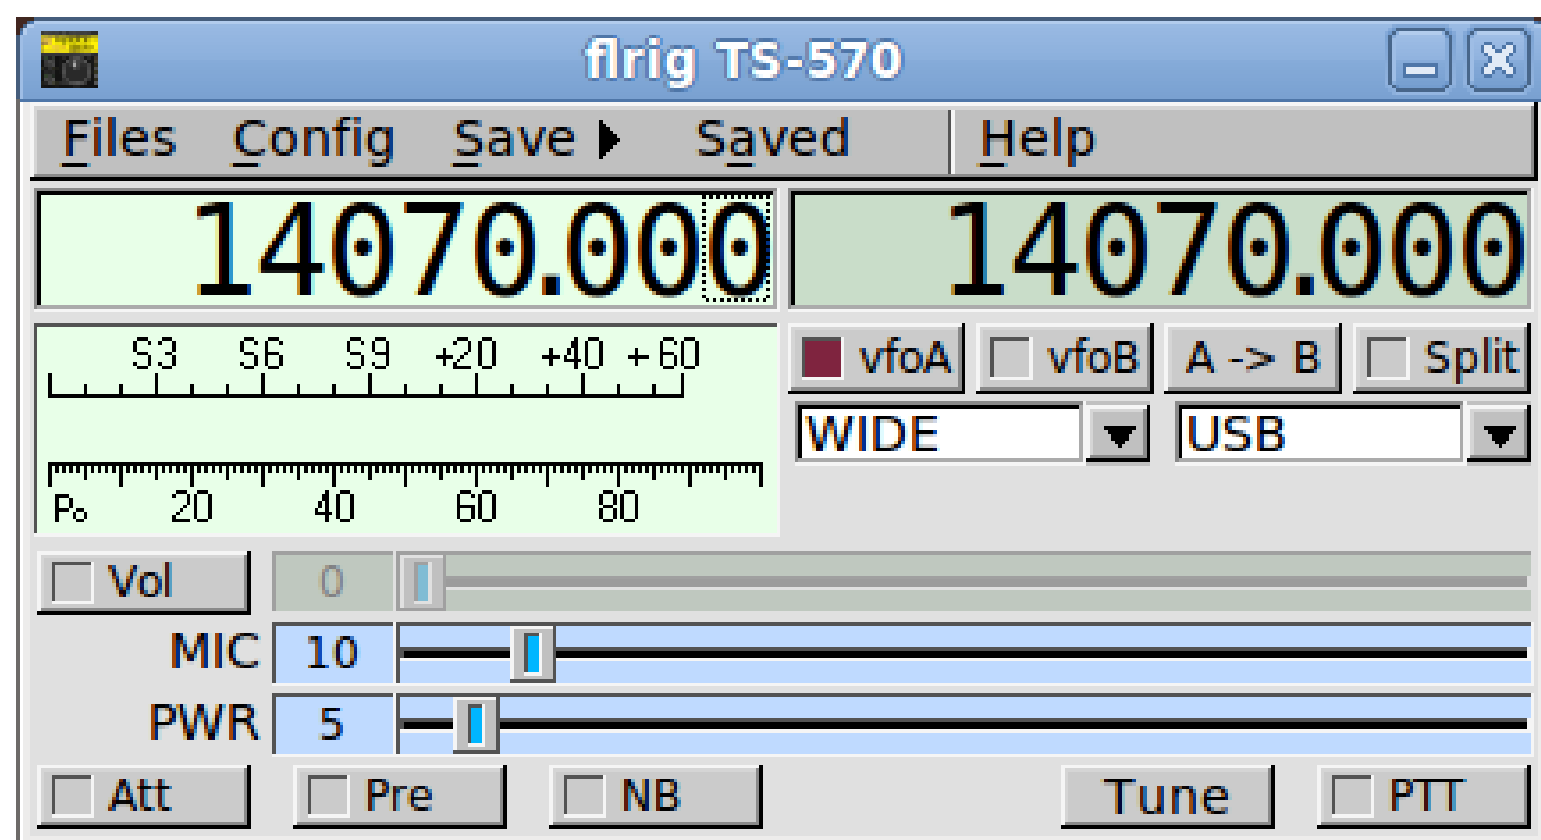 flrig TS-570
Files Config Save Saved Help
14070.000 14070.000
S3 S6 S9 +20 +40 +60
vfoA vfoB A -> B Split
WIDE USB
Po 20 40 60 80
Vol 0
MIC 10
PWR 5
Att Pre NB Tune PTT